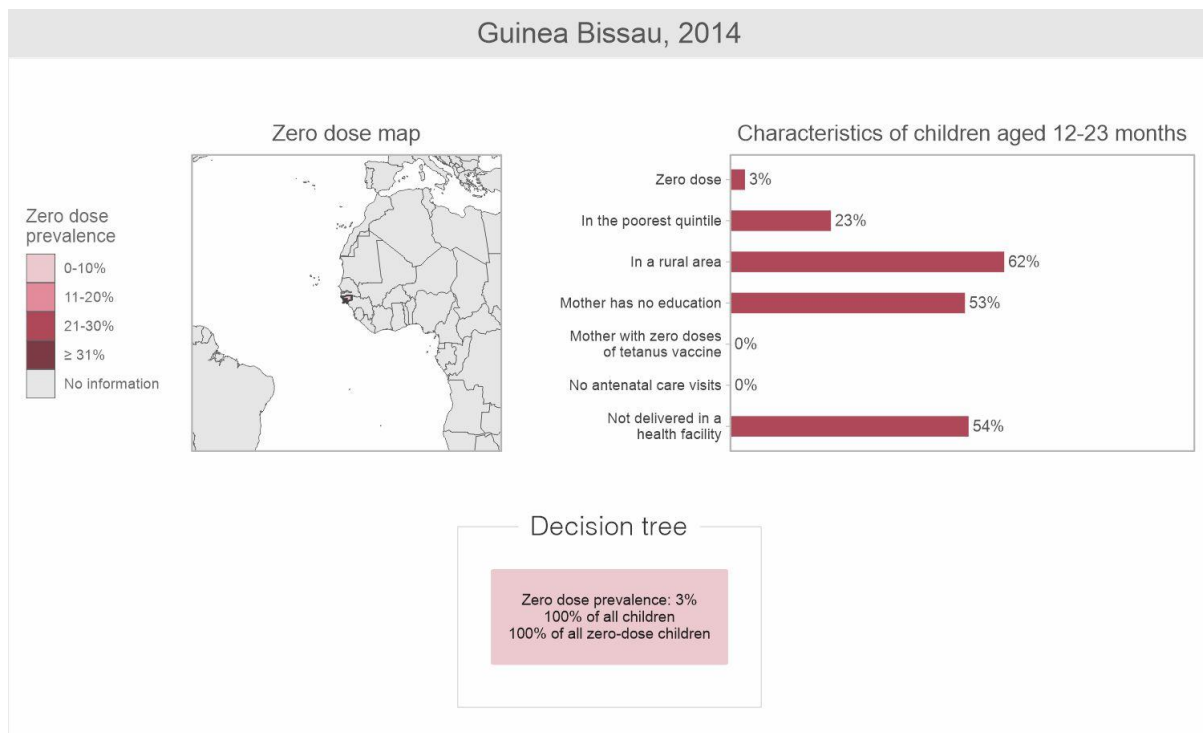 Guinea Bissau, 2014
Zero dose map
Zero dose
prevalence
0-10%
11-20%
21-30%
≥ 31%
No information
Characteristics of children aged 12-23 months
Zero dose
3%
In the poorest quintile
23%
In a rural area
62%
Mother has no education
53%
Mother with zero doses
of tetanus vaccine
0%
No antenatal care visits
0%
Not delivered in a
health facility
54%
Decision tree
Zero dose prevalence: 3%
100% of all children
100% of all zero-dose children